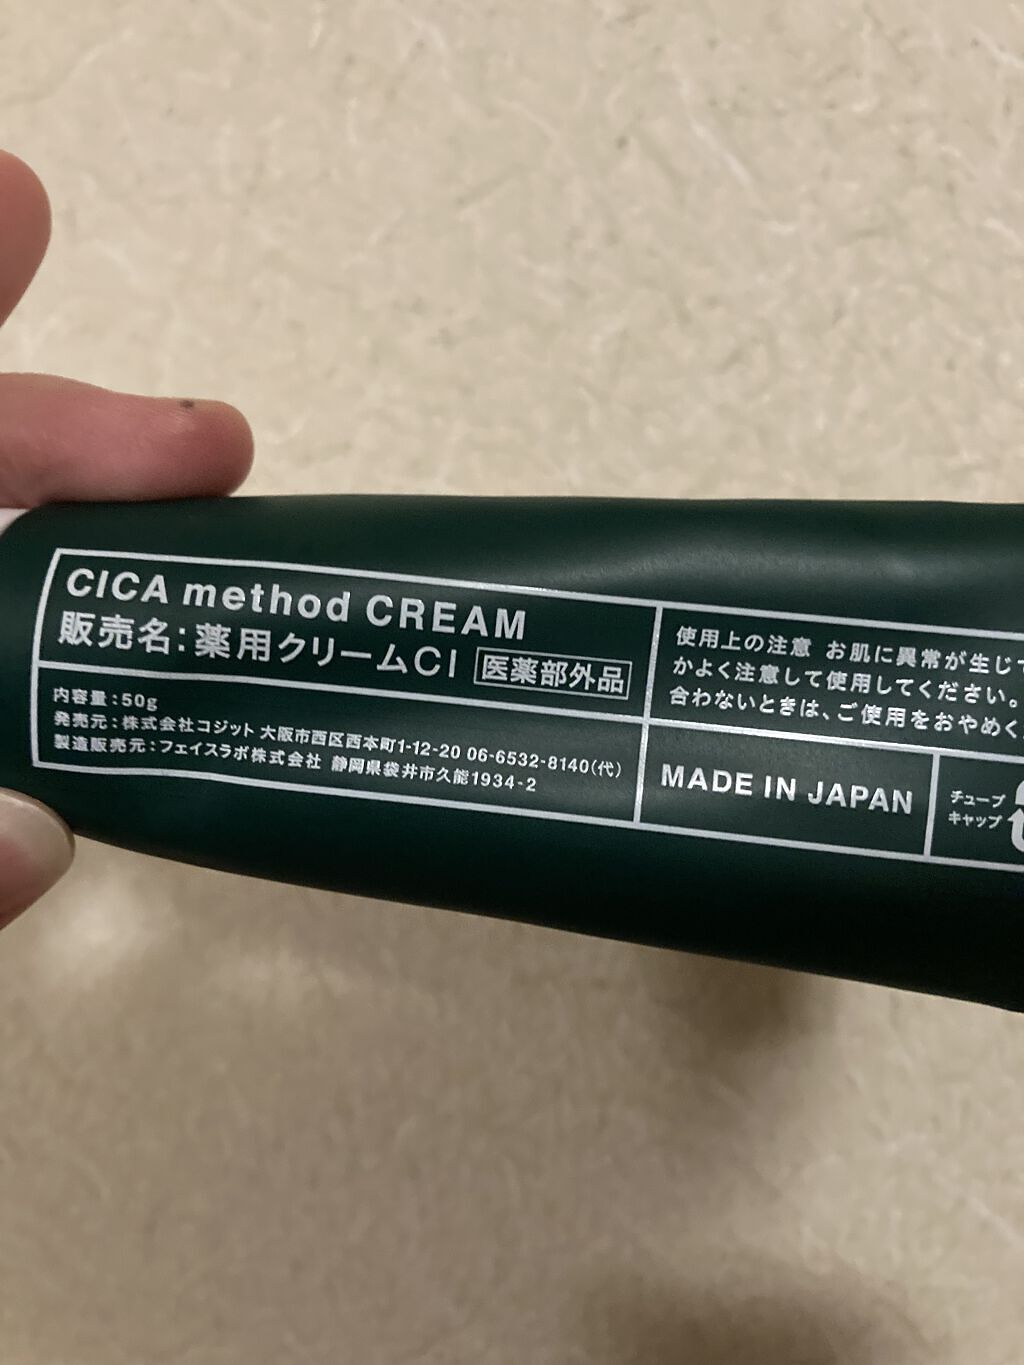 CICA method CREAM
販売名:薬用クリームCI 医薬部外品
内容量:50g
発売元:株式会社コジット 大阪市西区西本町1-12-20 06-6532-8140(代)
製造販売元:フェイスラボ株式会社 静岡県袋井市久能1934-2
使用上の注意 お肌に異常が生じて
かよく注意して使用してください。
合わないときは、ご使用をおやめく
MADE IN JAPAN
チューブ
キャップ